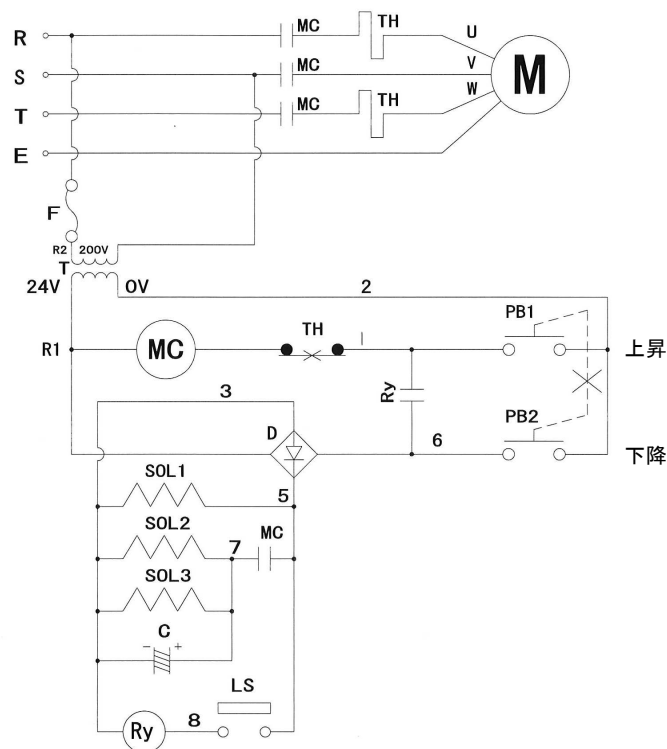 R MC TH U
S MC V M
T MC TH W
E
F
R2 200V
T
24V 0V 2
R1 MC TH 1 PB1 上昇
3
Ry
D 6 PB2 下降
SOL1 5
SOL2 7 MC
SOL3
- C +
LS
Ry 8